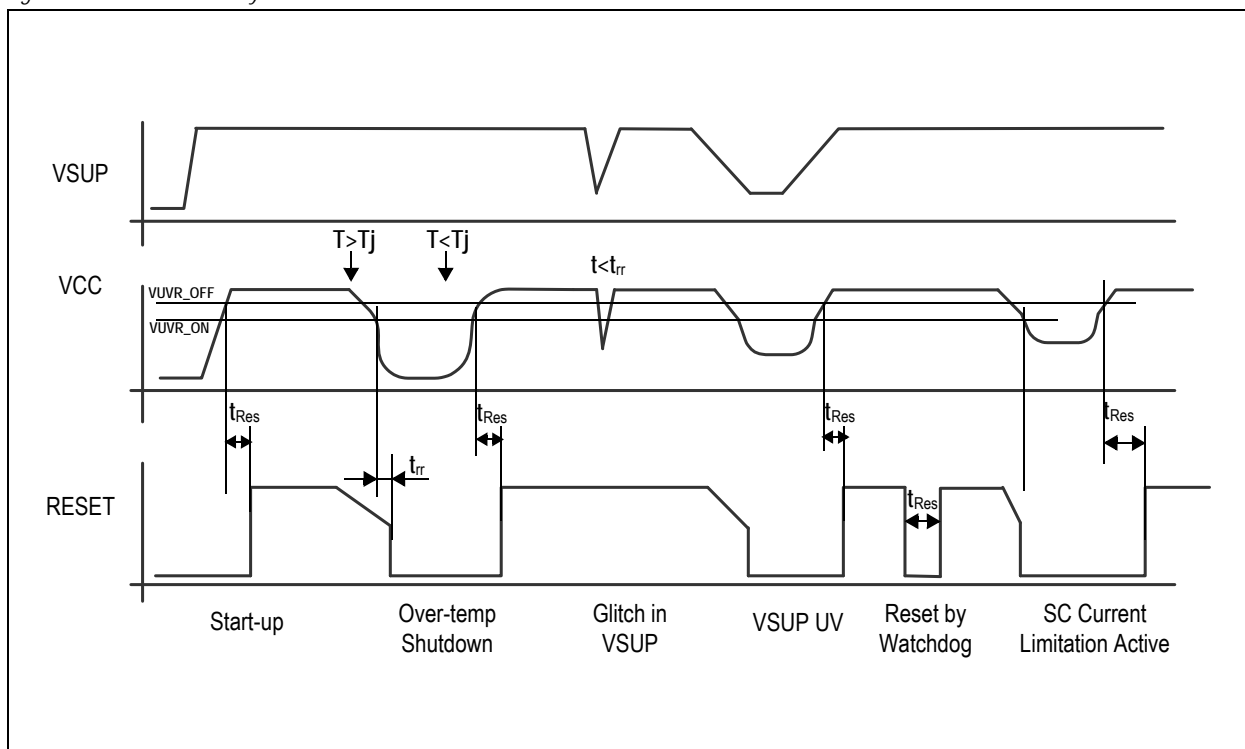 VSUP
T>Tj
T<Tj
t<trr
VCC
VUVR_OFF
VUVR_ON
tRes
tRes
tRes
tRes
trr
RESET
tRes
Start-up
Over-temp
Shutdown
Glitch in
VSUP
VSUP UV
Reset by
Watchdog
SC Current
Limitation Active